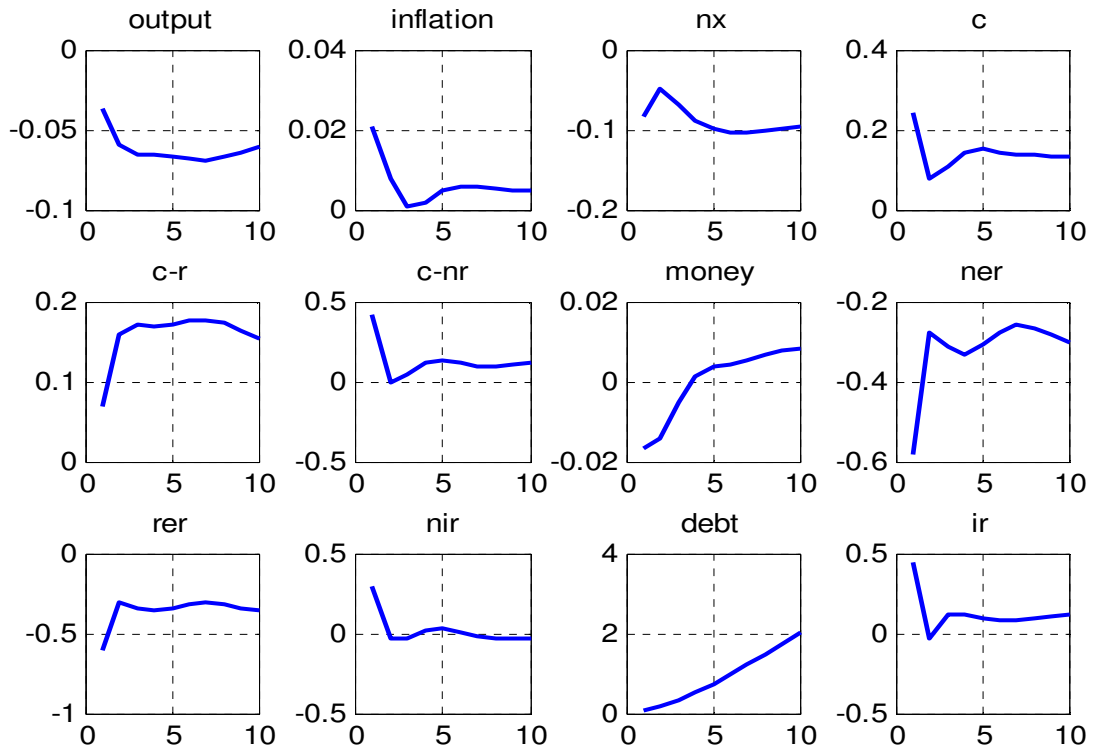 output inflation nx c
0 0.04 0 0.4
-0.05 0.02 -0.1 0.2
-0.1 0 -0.2 0
0 5 10 0 5 10 0 5 10 0 5 10
c-r c-nr money ner
0.2 0.5 0.02 -0.2
0.1 0 0 -0.4
0 -0.5 -0.02 -0.6
0 5 10 0 5 10 0 5 10 0 5 10
rer nir debt ir
0 0.5 4 0.5
-0.5 0 2 0
-1 -0.5 0 -0.5
0 5 10 0 5 10 0 5 10 0 5 10